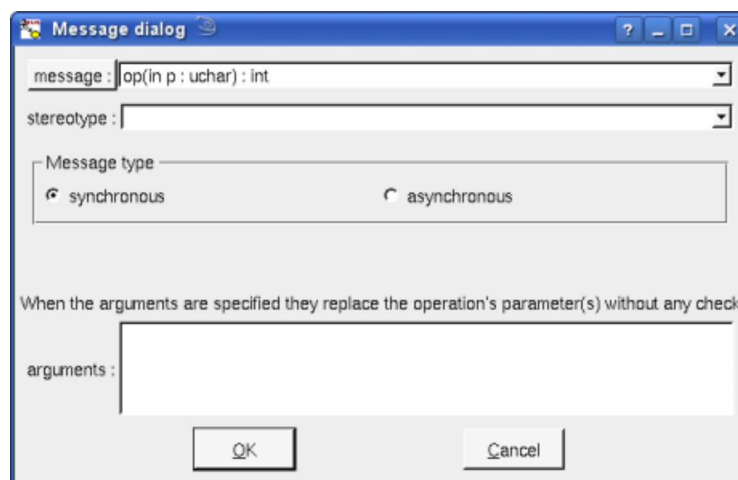 Message dialog
message : op(in p : uchar) : int
stereotype :
Message type
synchronous asynchronous
When the arguments are specified they replace the operation's parameter(s) without any check
arguments :
OK Cancel